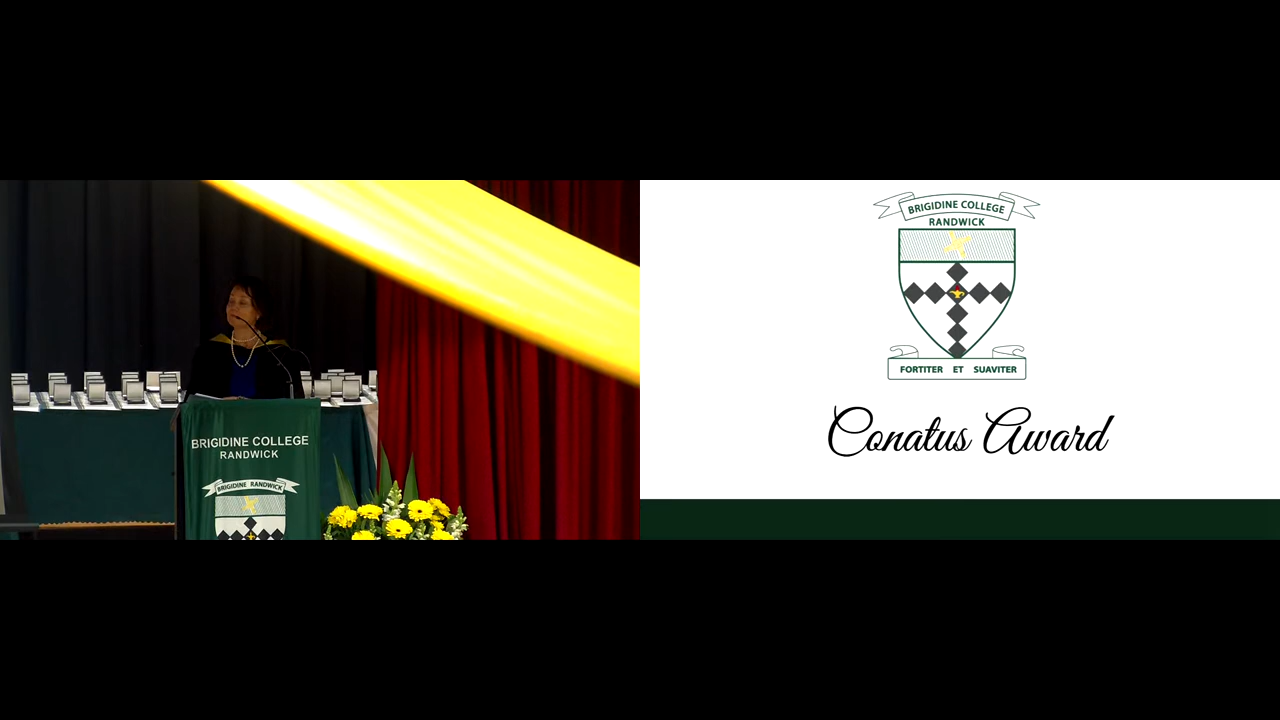 BRIGIDINE COLLEGE
RANDWICK
BRIGIDINE RANDWICK
BRIGIDINE COLLEGE
RANDWICK
FORTITER ET SUAVITER
Conatus Award